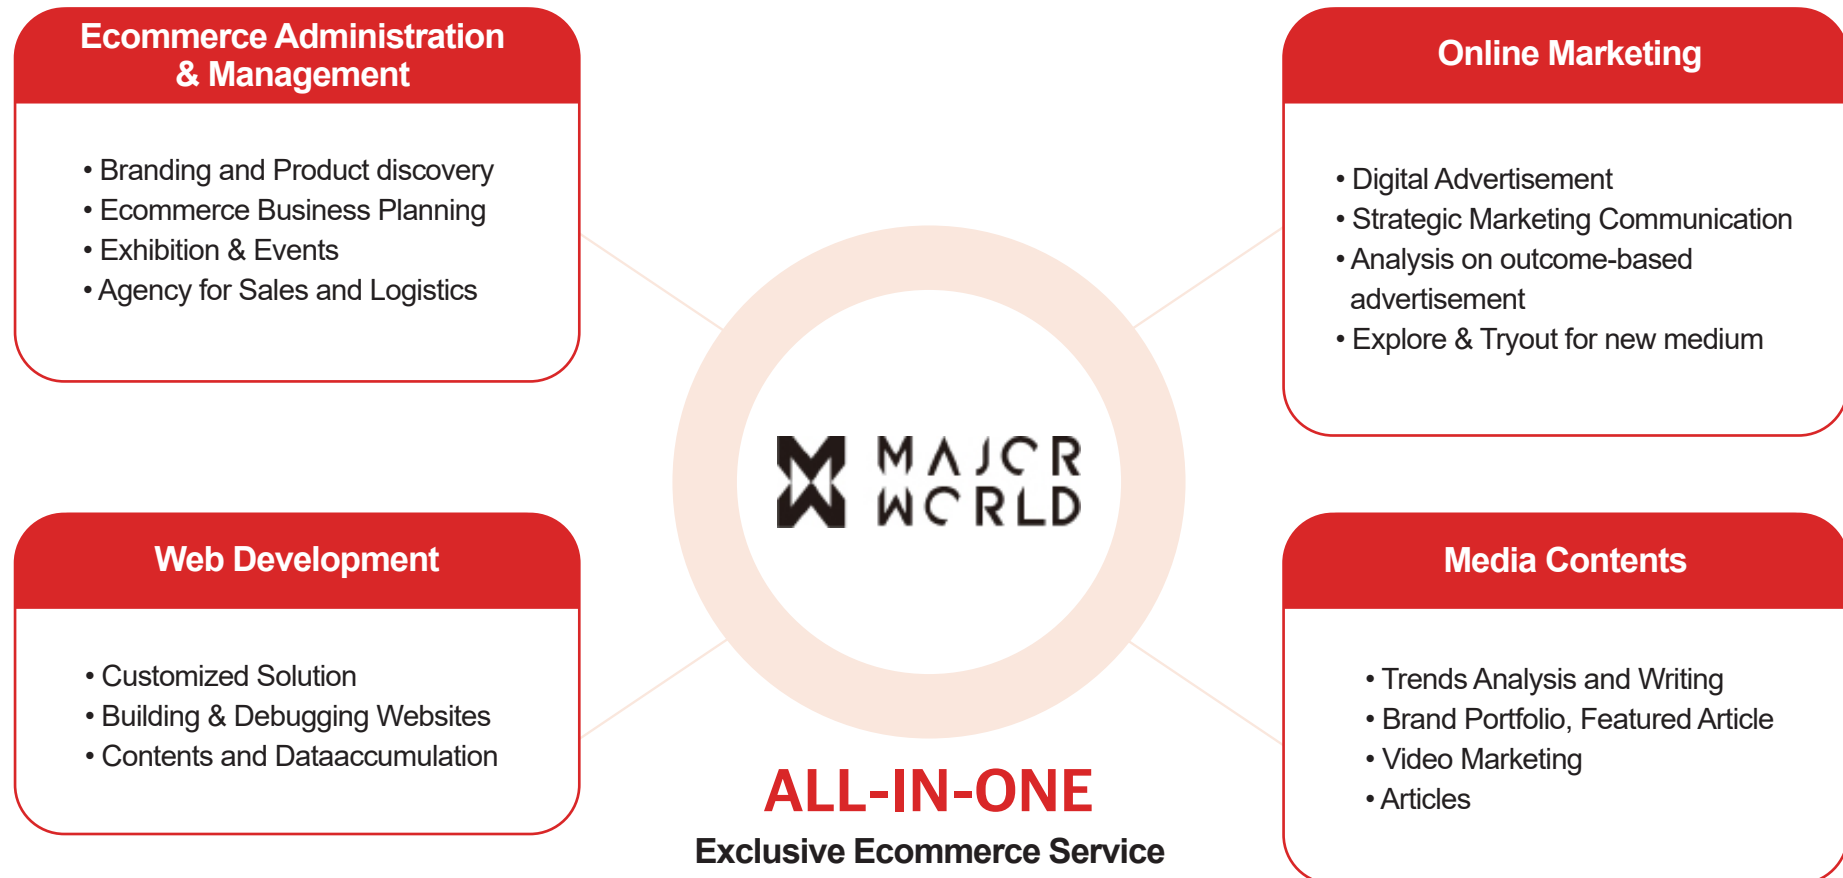 Ecommerce Administration
& Management
• Branding and Product discovery
• Ecommerce Business Planning
• Exhibition & Events
• Agency for Sales and Logistics
Online Marketing
• Digital Advertisement
• Strategic Marketing Communication
• Analysis on outcome-based
advertisement
• Explore & Tryout for new medium
MAJOR
WORLD
Web Development
• Customized Solution
• Building & Debugging Websites
• Contents and Dataaccumulation
Media Contents
• Trends Analysis and Writing
• Brand Portfolio, Featured Article
• Video Marketing
• Articles
ALL-IN-ONE
Exclusive Ecommerce Service